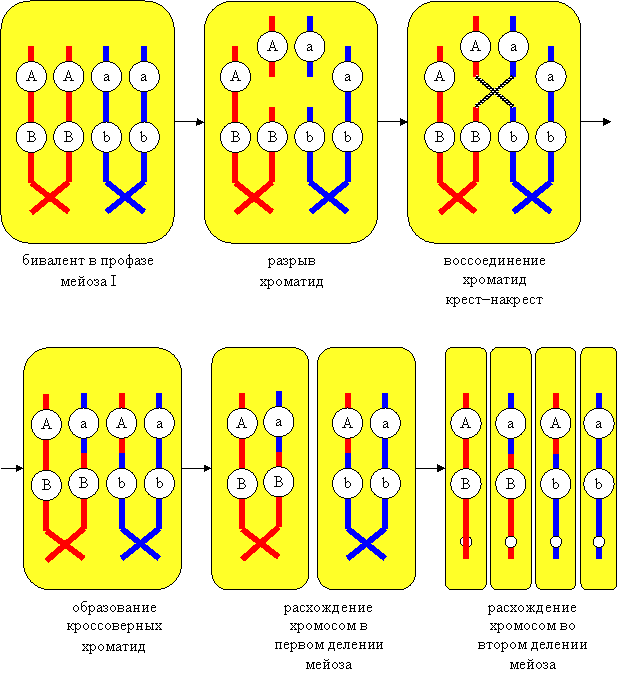 A A a a
B B b b
бивалент в профазе
мейоза I
A a
A a
B B b b
разрыв
хроматид
A a
A a
B B b b
воссоединение
хроматид
крест-накрест
A a A a
B B b b
образование
кроссоверных
хроматид
A a A a
B B b b
расхождение
хромосом в
первом делении
мейоза
A a A a
B B b b
расхождение
хромосом во
втором делении
мейоза